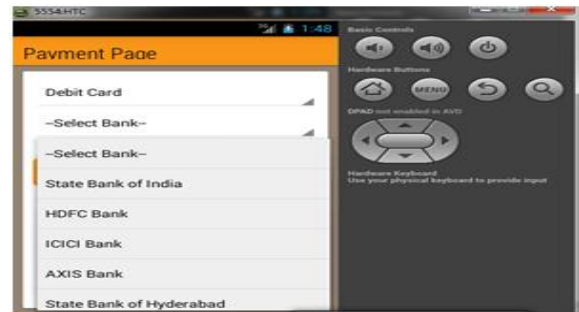 5554:HTC
3G 1:48
Payment Page
Debit Card
--Select Bank--
--Select Bank--
State Bank of India
HDFC Bank
ICICI Bank
AXIS Bank
State Bank of Hyderabad
Basic Controls
Hardware Buttons
MENU
DPAD not enabled in AVD
Hardware Keyboard
Use your physical keyboard to provide input